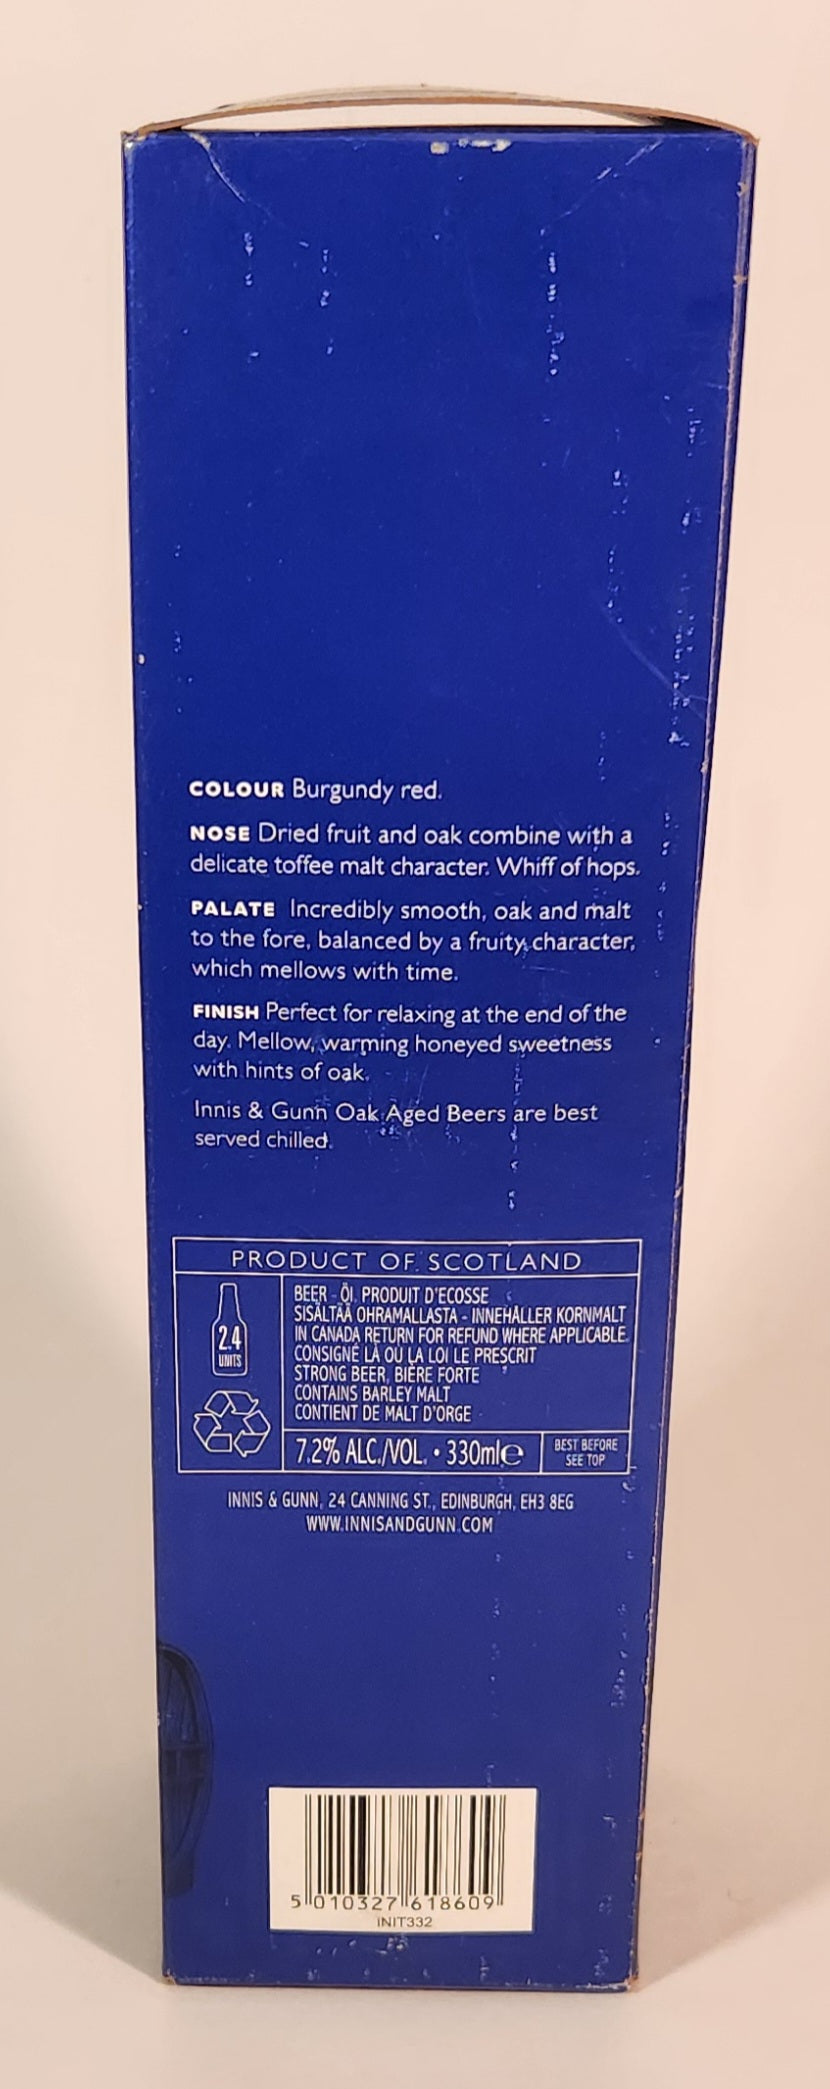 COLOUR Burgundy red.
NOSE Dried fruit and oak combine with a
delicate toffee malt character. Whiff of hops.
PALATE Incredibly smooth, oak and malt
to the fore, balanced by a fruity character,
which mellows with time.
FINISH Perfect for relaxing at the end of the
day. Mellow, warming honeyed sweetness
with hints of oak.
Innis & Gunn Oak Aged Beers are best
served chilled.
PRODUCT OF SCOTLAND
2.4
UNITS
BEER - ÖL PRODUIT D'ECOSSE
SISÄLTÄÄ OHRAMALLASTA - INNEHÅLLER KORNMALT
IN CANADA RETURN FOR REFUND WHERE APPLICABLE.
CONSIGNÉ LÀ OU LA LOI LE PRESCRIT
STRONG BEER, BIÈRE FORTE
CONTAINS BARLEY MALT
CONTIENT DE MALT D'ORGE
7.2% ALC./VOL. • 330ml℮
BEST BEFORE
SEE TOP
INNIS & GUNN, 24 CANNING ST., EDINBURGH, EH3 8EG
WWW.INNISANDGUNN.COM
5 010327 618609
INIT332